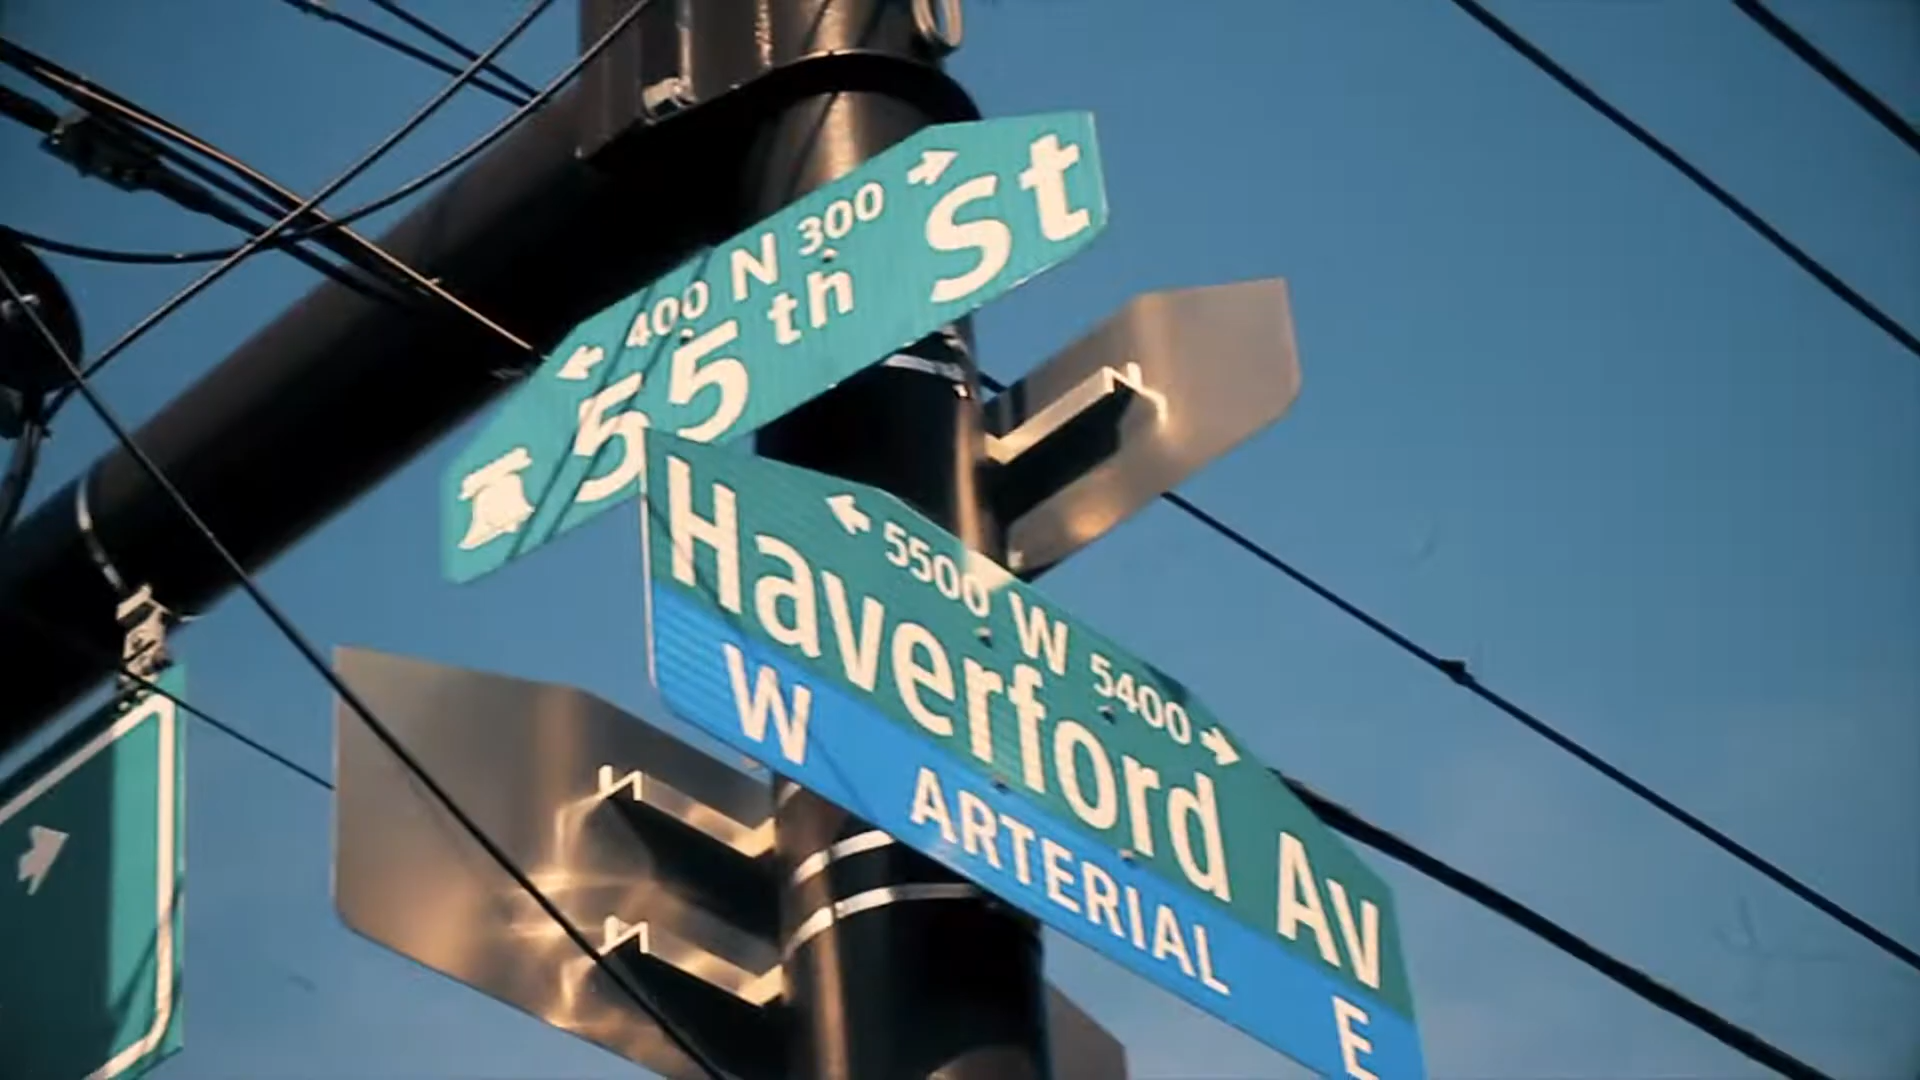 ← 400 N 300 →
55th St
← 5500 W 5400 →
Haverford Av
W ARTERIAL E